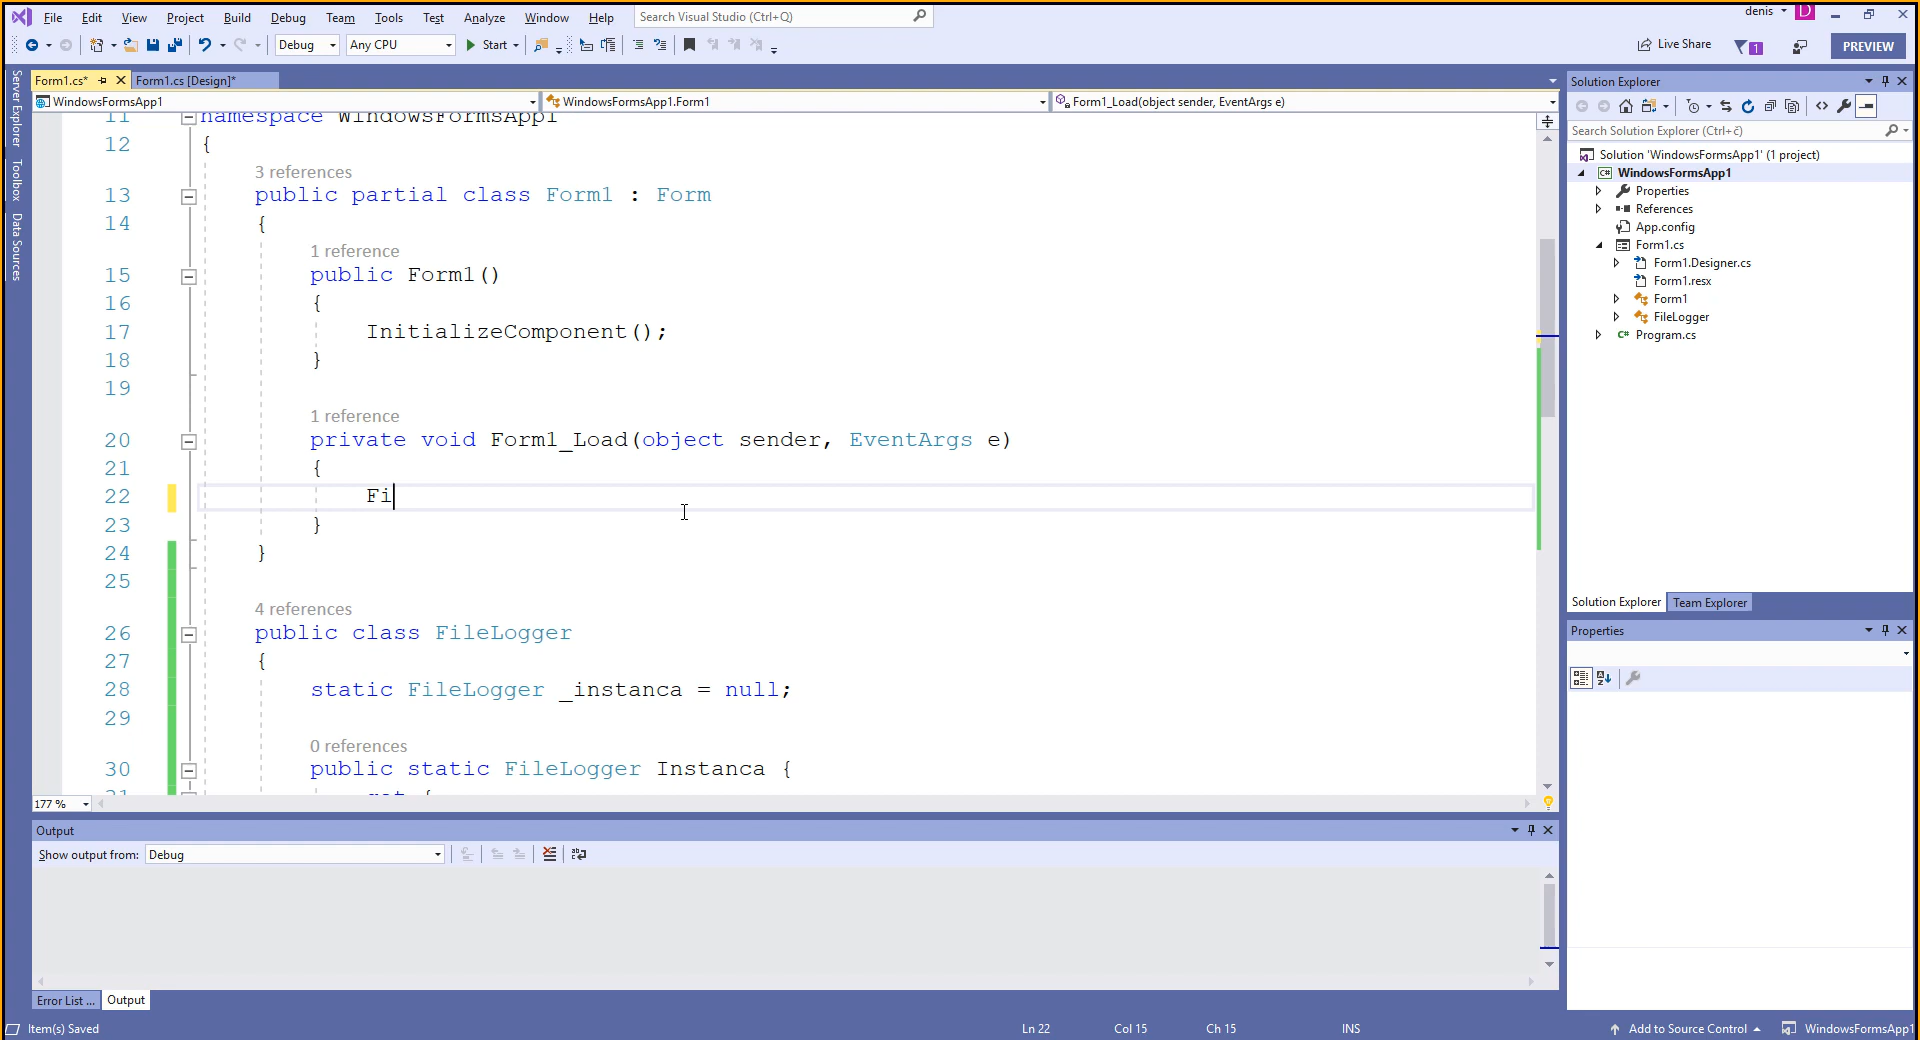 File Edit View Project Build Debug Team Tools Test Analyze Window Help Search Visual Studio (Ctrl+Q) denis D
Debug Any CPU Start Live Share 1 PREVIEW
Server Explorer
Toolbox
Data Sources
Form1.cs* Form1.cs [Design]*
WindowsFormsApp1 WindowsFormsApp1.Form1 Form1_Load(object sender, EventArgs e)
11 namespace WindowsFormsApp1
12 {
3 references
13 public partial class Form1 : Form
14 {
1 reference
15 public Form1()
16 {
17 InitializeComponent();
18 }
19
1 reference
20 private void Form1_Load(object sender, EventArgs e)
21 {
22 Fi
23 }
24 }
25
4 references
26 public class FileLogger
27 {
28 static FileLogger _instanca = null;
29
0 references
30 public static FileLogger Instanca {
31 get {
177 %
Output
Show output from: Debug
Error List ... Output
Solution Explorer
Search Solution Explorer (Ctrl+č)
Solution 'WindowsFormsApp1' (1 project)
C# WindowsFormsApp1
Properties
References
App.config
Form1.cs
Form1.Designer.cs
Form1.resx
Form1
FileLogger
C# Program.cs
Solution Explorer Team Explorer
Properties
Item(s) Saved Ln 22 Col 15 Ch 15 INS Add to Source Control WindowsFormsApp1